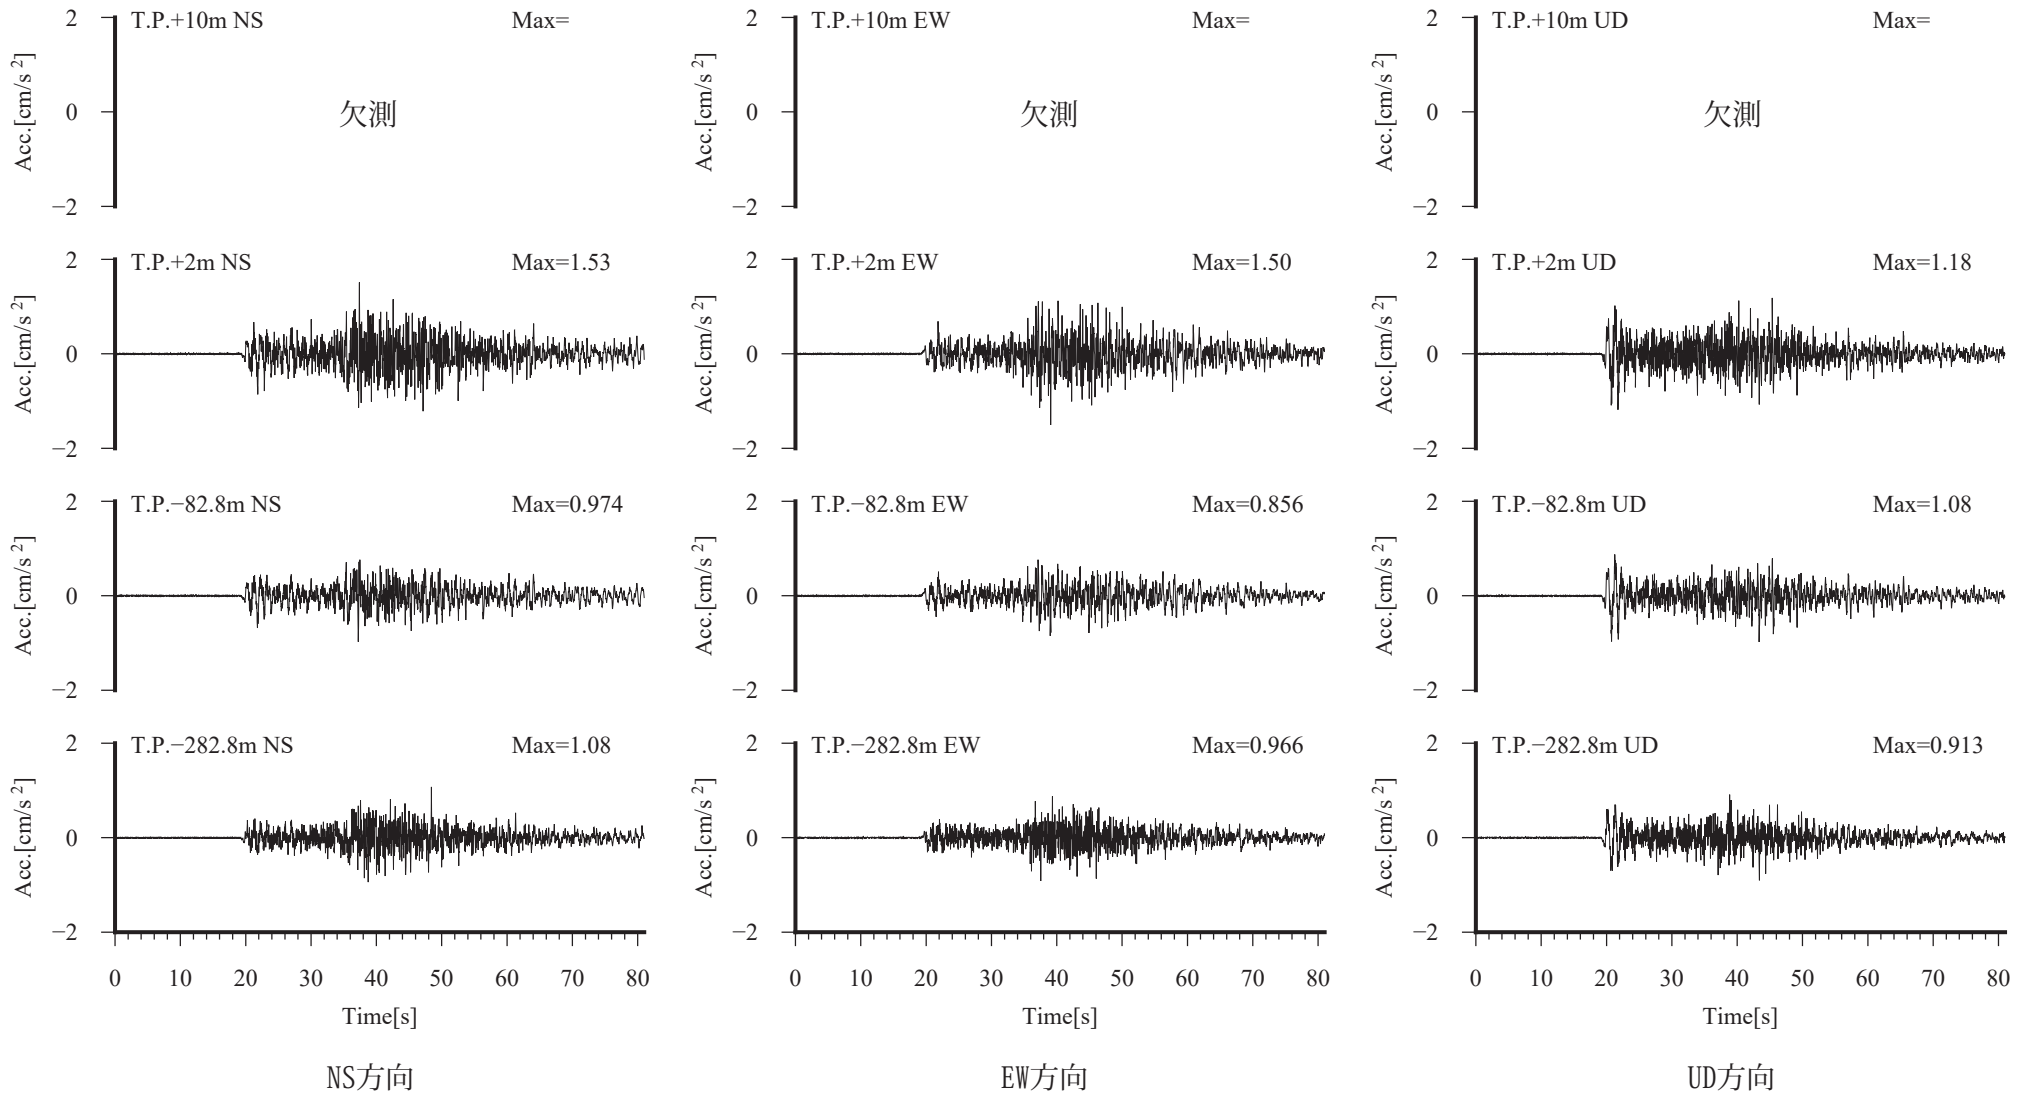 T.P.+10m NS Max=
T.P.+10m EW Max=
T.P.+10m UD Max=
2
0
−2
Acc.[cm/s 2]
欠測
2
0
−2
Acc.[cm/s 2]
欠測
2
0
−2
Acc.[cm/s 2]
欠測
T.P.+2m NS Max=1.53
T.P.+2m EW Max=1.50
T.P.+2m UD Max=1.18
2
0
−2
Acc.[cm/s 2]
2
0
−2
Acc.[cm/s 2]
2
0
−2
Acc.[cm/s 2]
T.P.−82.8m NS Max=0.974
T.P.−82.8m EW Max=0.856
T.P.−82.8m UD Max=1.08
2
0
−2
Acc.[cm/s 2]
2
0
−2
Acc.[cm/s 2]
2
0
−2
Acc.[cm/s 2]
T.P.−282.8m NS Max=1.08
T.P.−282.8m EW Max=0.966
T.P.−282.8m UD Max=0.913
2
0
−2
Acc.[cm/s 2]
2
0
−2
Acc.[cm/s 2]
2
0
−2
Acc.[cm/s 2]
0 10 20 30 40 50 60 70 80
0 10 20 30 40 50 60 70 80
0 10 20 30 40 50 60 70 80
Time[s]
Time[s]
Time[s]
NS方向
EW方向
UD方向